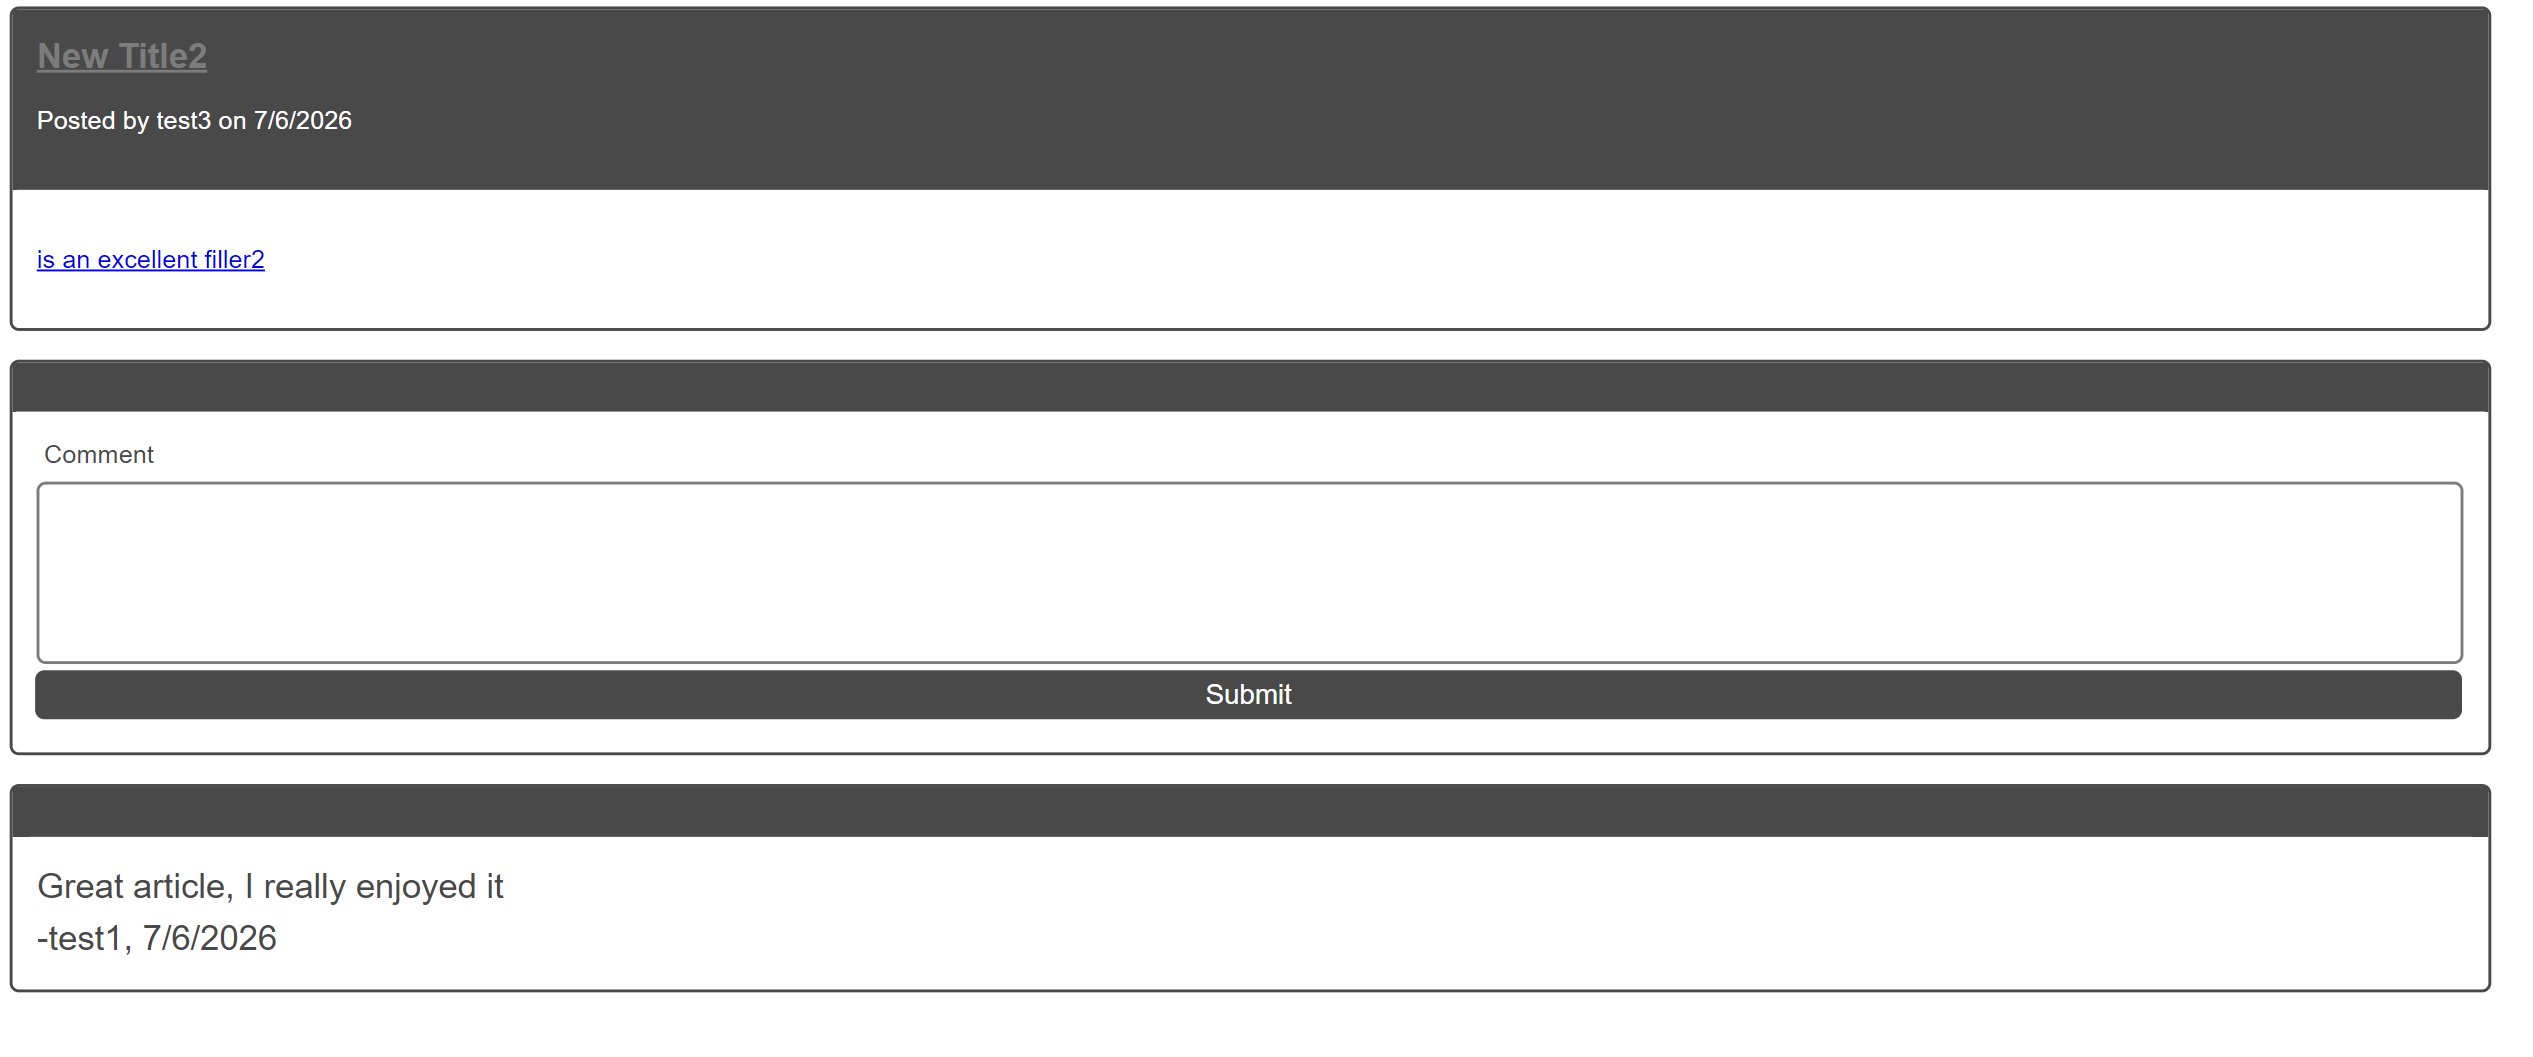 New Title2
Posted by test3 on 7/6/2026
is an excellent filler2
Comment
Submit
Great article, I really enjoyed it
-test1, 7/6/2026